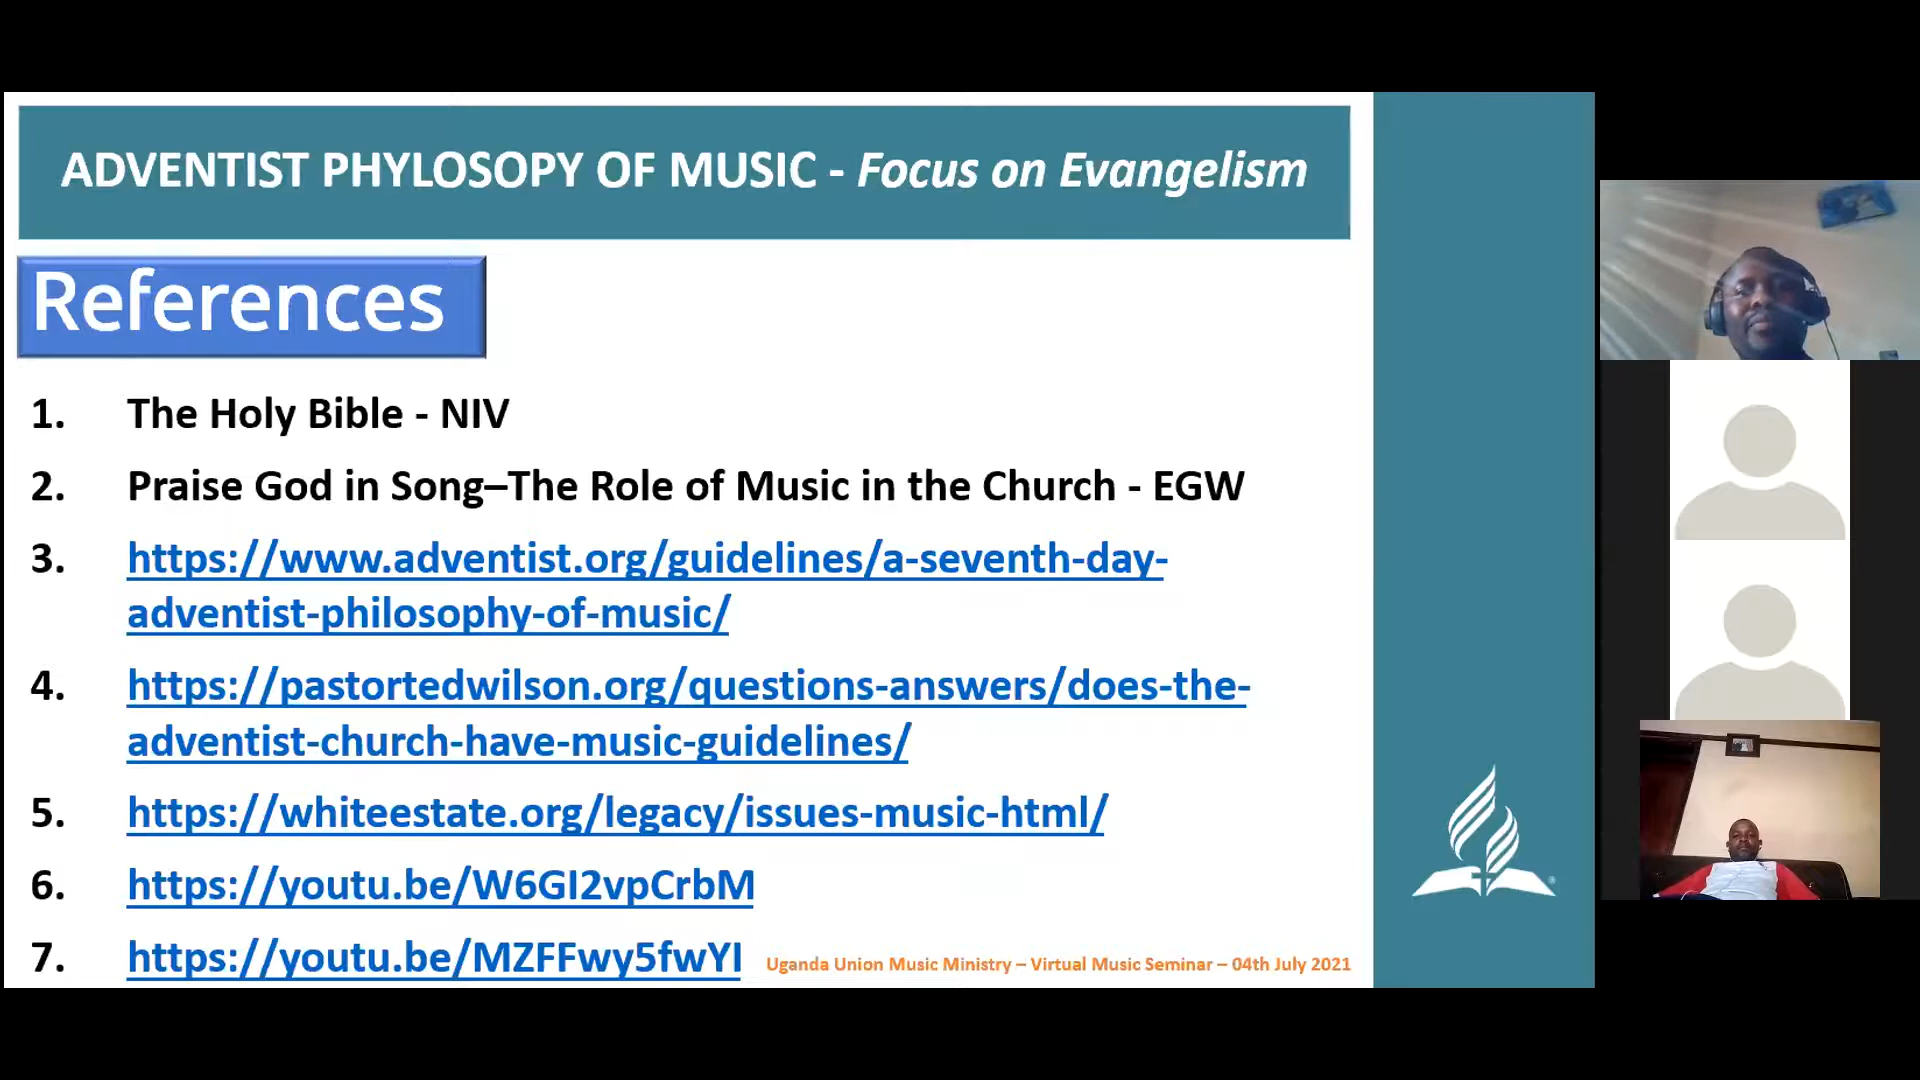 ADVENTIST PHYLOSOPY OF MUSIC - Focus on Evangelism
References
1. The Holy Bible - NIV
2. Praise God in Song–The Role of Music in the Church - EGW
3. https://www.adventist.org/guidelines/a-seventh-day-
adventist-philosophy-of-music/
4. https://pastortedwilson.org/questions-answers/does-the-
adventist-church-have-music-guidelines/
5. https://whiteestate.org/legacy/issues-music-html/
6. https://youtu.be/W6GI2vpCrbM
7. https://youtu.be/MZFFwy5fwYI
Uganda Union Music Ministry – Virtual Music Seminar – 04th July 2021